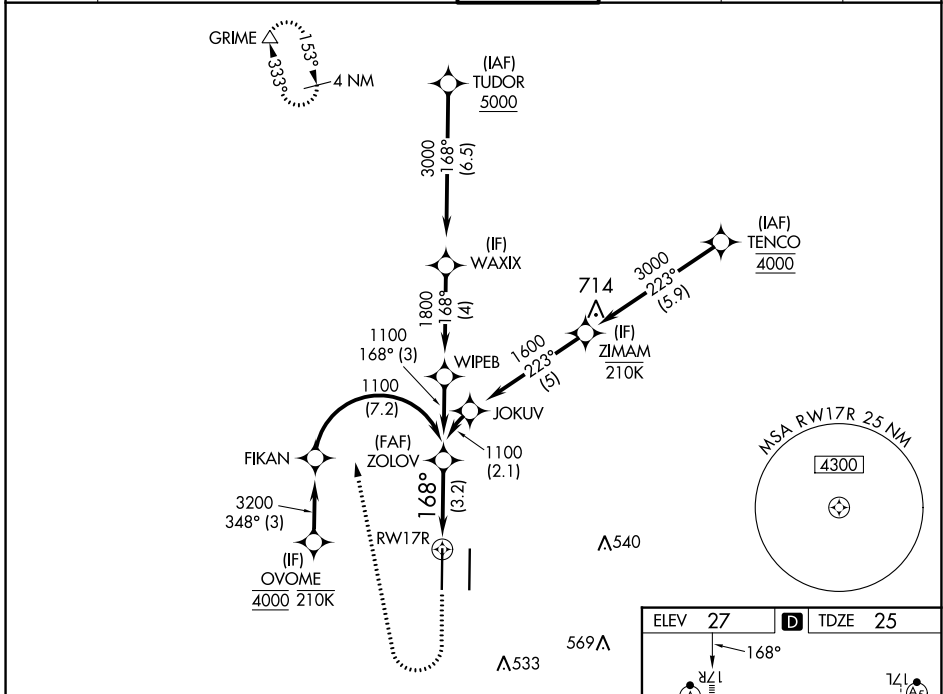 GRIME
153°
333°
4 NM
(IAF)
TUDOR
5000
3000
168°
(6.5)
(IF)
WAXIX
(IAF)
TENCO
4000
3000
223°
(5.9)
714
(IF)
ZIMAM
210K
1800
168°
(4)
1100
168° (3)
WIPEB
1600
223°
(5)
JOKUV
1100
(7.2)
(FAF)
ZOLOV
1100
(2.1)
FIKAN
3200
348° (3)
168°
(3.2)
RW17R
(IF)
OVOME
4000 210K
MSA RW17R 25 NM
4300
540
569
533
ELEV 27 D TDZE 25
168°
17R
17L
A5